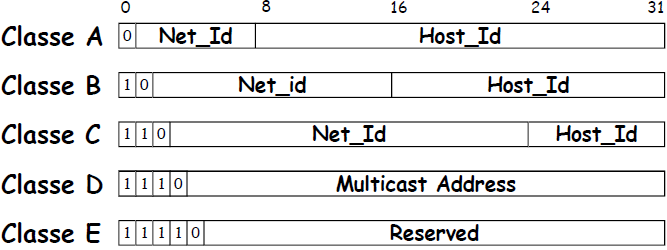 0 8 16 24 31
Classe A 0 Net_Id Host_Id
Classe B 1 0 Net_id Host_Id
Classe C 1 1 0 Net_Id Host_Id
Classe D 1 1 1 0 Multicast Address
Classe E 1 1 1 1 0 Reserved